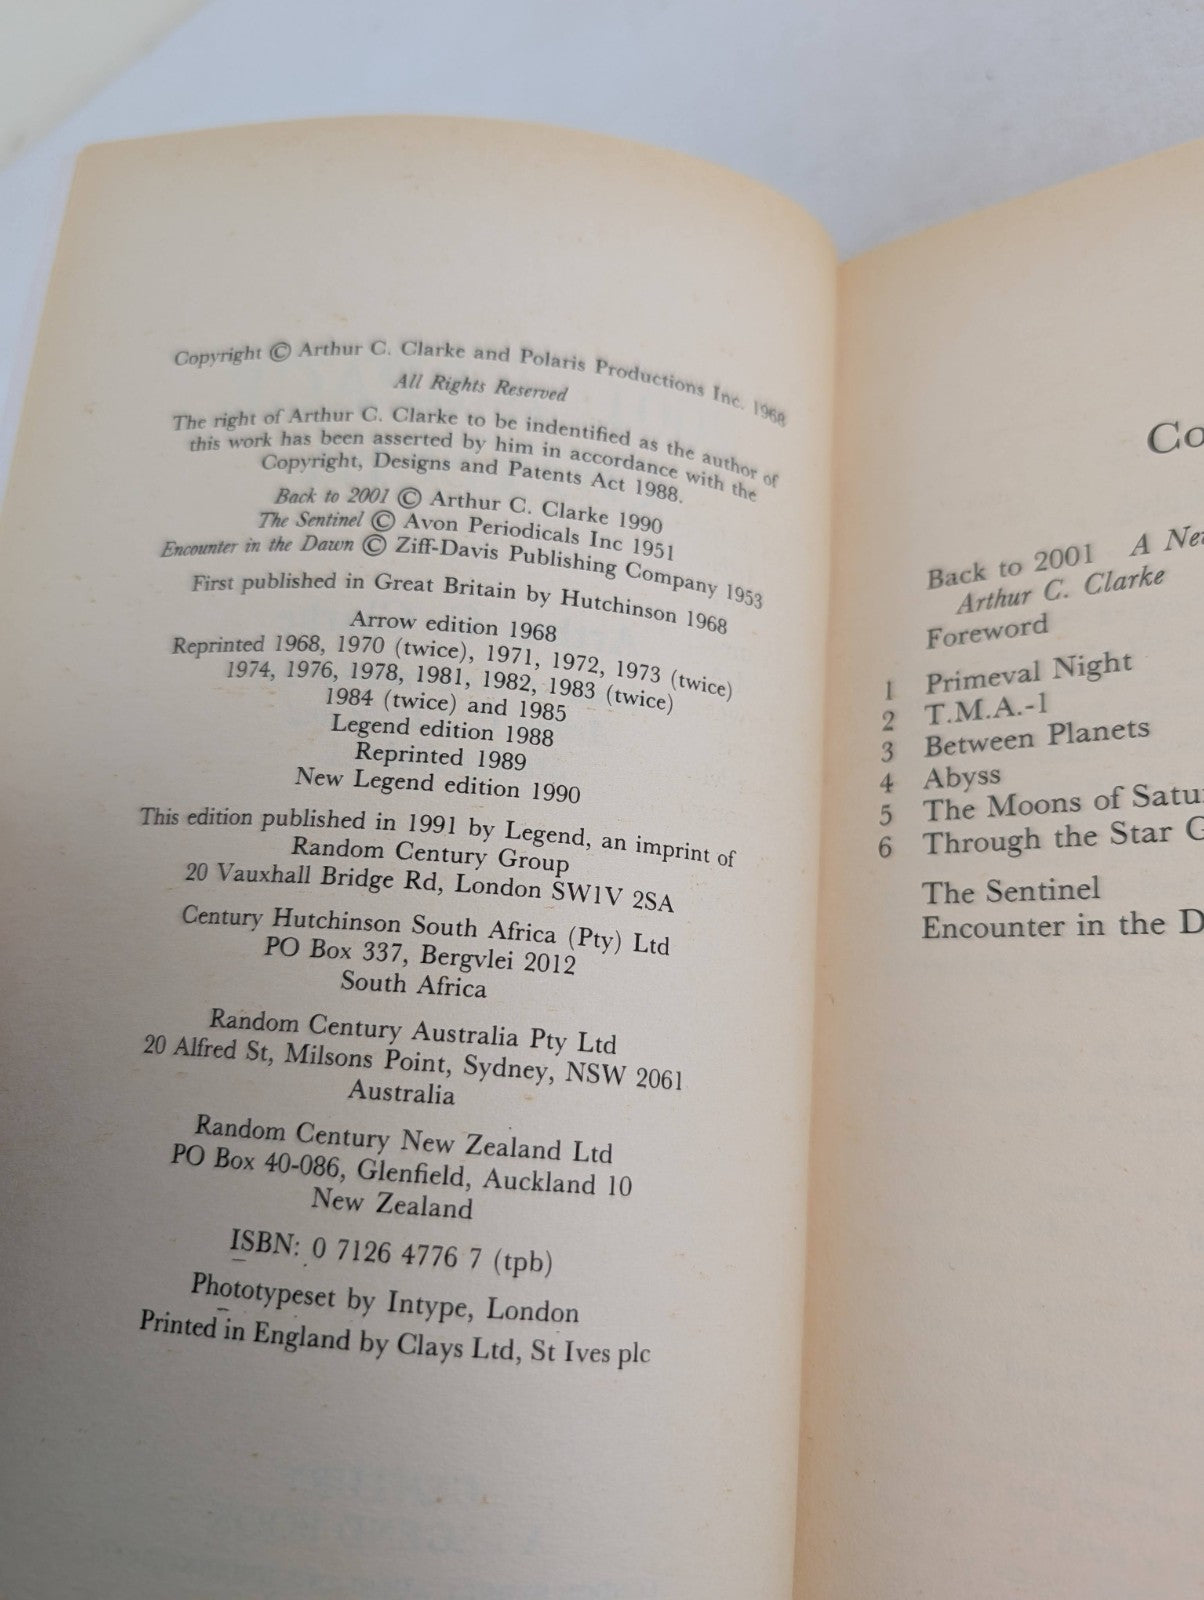 Copyright © Arthur C. Clarke and Polaris Productions Inc. 1968
All Rights Reserved
The right of Arthur C. Clarke to be indentified as the author of
this work has been asserted by him in accordance with the
Copyright, Designs and Patents Act 1988.
Back to 2001 © Arthur C. Clarke 1990
The Sentinel © Avon Periodicals Inc 1951
Encounter in the Dawn © Ziff-Davis Publishing Company 1953
First published in Great Britain by Hutchinson 1968
Arrow edition 1968
Reprinted 1968, 1970 (twice), 1971, 1972, 1973 (twice)
1974, 1976, 1978, 1981, 1982, 1983 (twice)
1984 (twice) and 1985
Legend edition 1988
Reprinted 1989
New Legend edition 1990
This edition published in 1991 by Legend, an imprint of
Random Century Group
20 Vauxhall Bridge Rd, London SW1V 2SA
Century Hutchinson South Africa (Pty) Ltd
PO Box 337, Bergvlei 2012
South Africa
Random Century Australia Pty Ltd
20 Alfred St, Milsons Point, Sydney, NSW 2061
Australia
Random Century New Zealand Ltd
PO Box 40-086, Glenfield, Auckland 10
New Zealand
ISBN: 0 7126 4776 7 (tpb)
Phototypeset by Intype, London
Printed in England by Clays Ltd, St Ives plc
Co
Back to 2001 A Ne
Arthur C. Clarke
Foreword
1 Primeval Night
2 T.M.A.-1
3 Between Planets
4 Abyss
5 The Moons of Satu
6 Through the Star G
The Sentinel
Encounter in the D